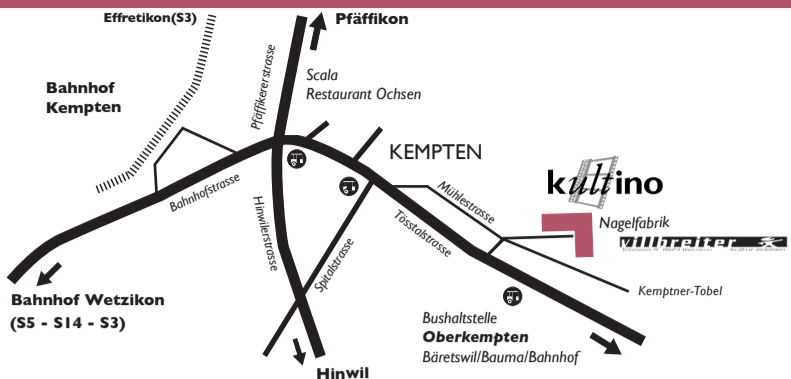 Effretikon(S3)
Pfäffikon
Bahnhof
Kempten
Pfäffikererstrasse
Scala
Restaurant Ochsen
KEMPTEN
kultino
Bahnhofstrasse
Hinwilerstrasse
Spitalstrasse
Tösstalstrasse
Mühlestrasse
Nagelfabrik
villbreiter
Kemptner-Tobel
Bahnhof Wetzikon
(S5 - S14 - S3)
Bushaltstelle
Oberkempten
Bäretswil/Bauma/Bahnhof
Hinwil